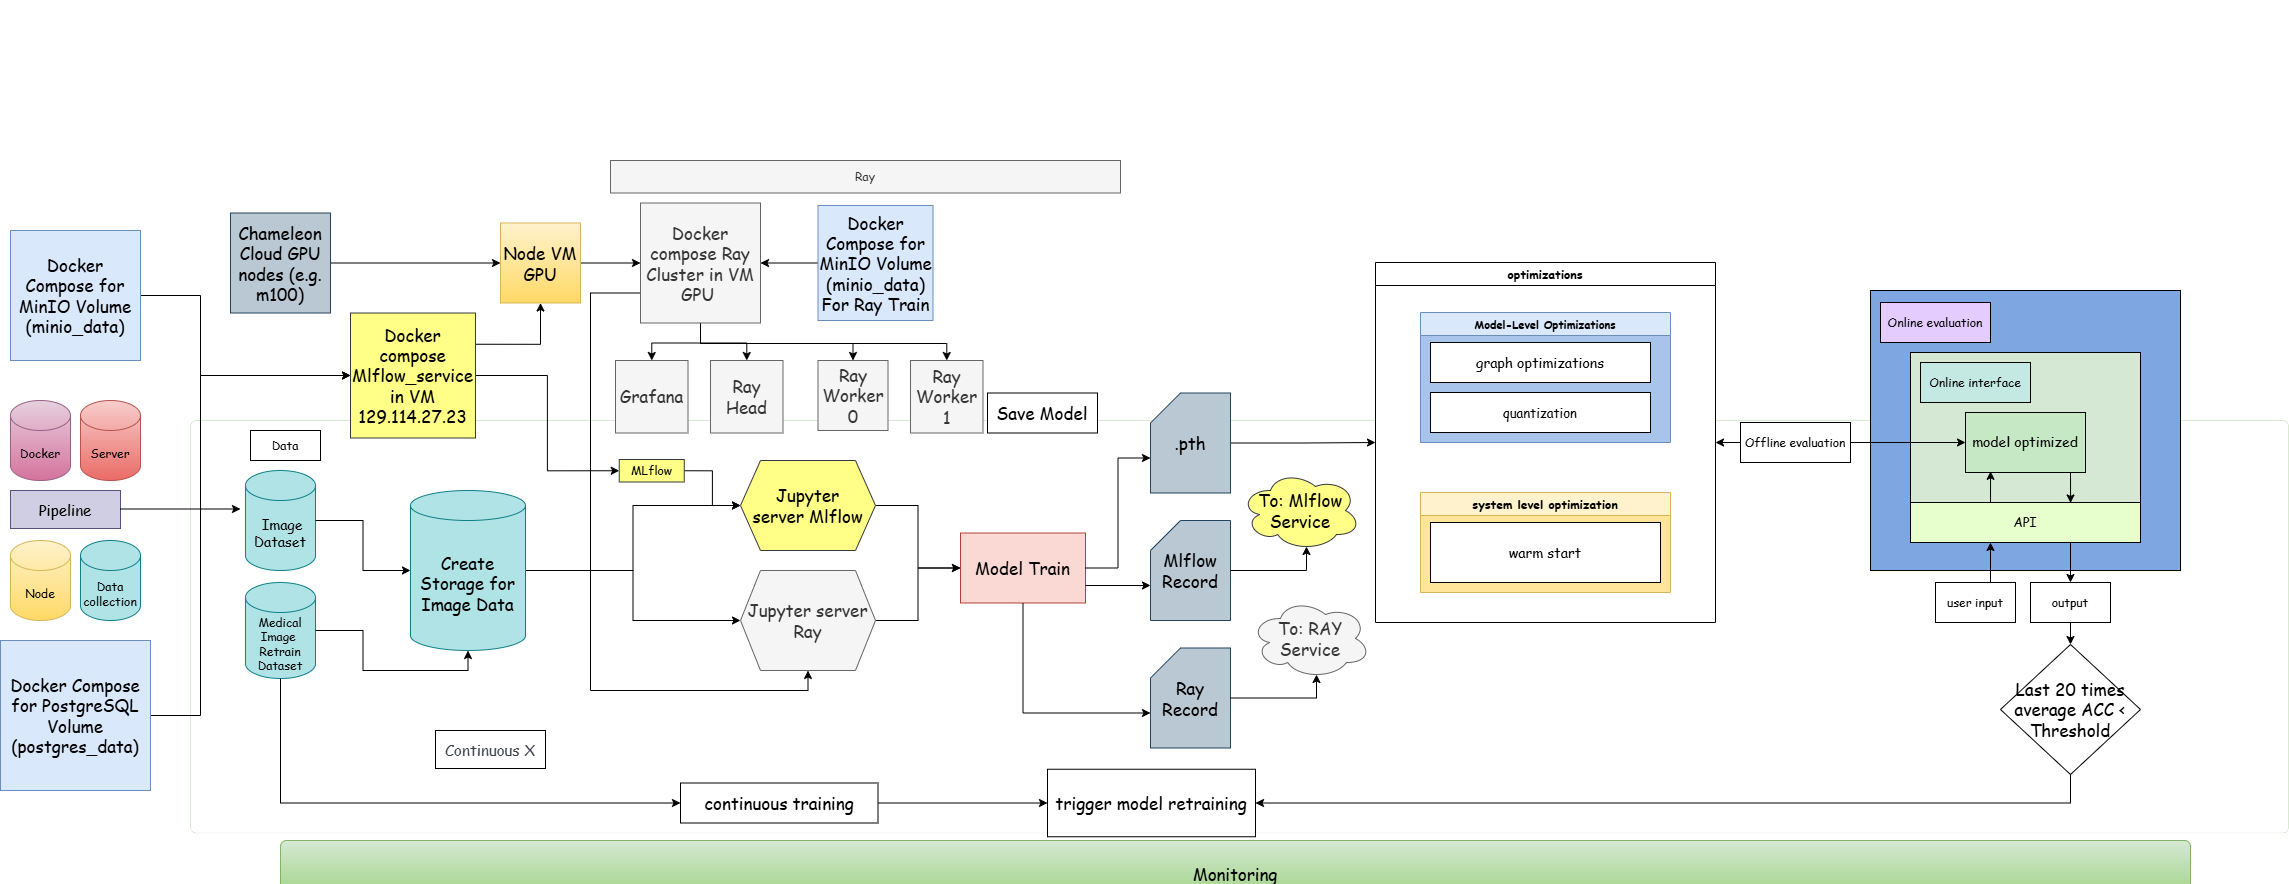 Ray
Docker
Compose for
MinIO Volume
(minio_data)
Chameleon
Cloud GPU
nodes (e.g.
m100)
Node VM
GPU
Docker
compose Ray
Cluster in VM
GPU
Docker
Compose for
MinIO Volume
(minio_data)
For Ray Train
Docker
compose
Mlflow_service
in VM
129.114.27.23
Grafana
Ray
Head
Ray
Worker
0
Ray
Worker
1
Save Model
Docker
Server
Pipeline
Node
Data
collection
Docker Compose
for PostgreSQL
Volume
(postgres_data)
Data
Image
Dataset
Medical
Image
Retrain
Dataset
Create
Storage for
Image Data
MLflow
Jupyter
server Mlflow
Jupyter server
Ray
Model Train
.pth
Mlflow
Record
Ray
Record
To: Mlflow
Service
To: RAY
Service
optimizations
Model-Level Optimizations
graph optimizations
quantization
system level optimization
warm start
Offline evaluation
Online evaluation
Online interface
model optimized
API
user input
output
Last 20 times
average ACC <
Threshold
Continuous X
continuous training
trigger model retraining
Monitoring